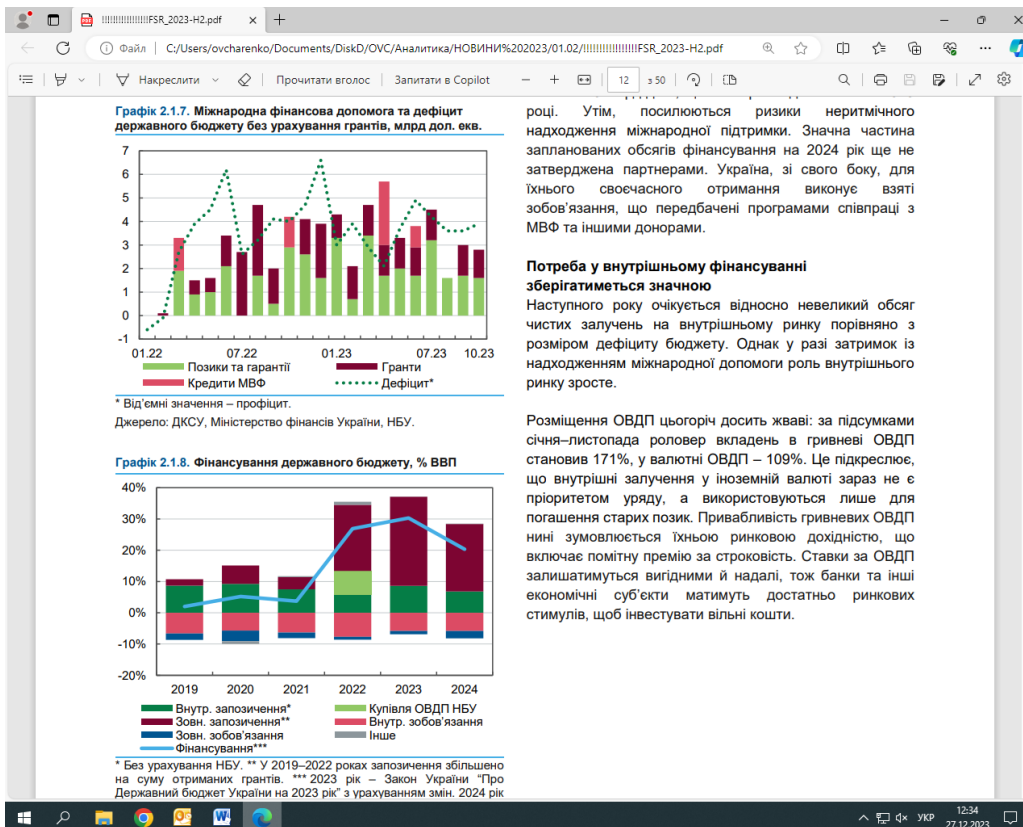 !!!!!!!!!!!!!!!!!FSR_2023-H2.pdf
Файл C:/Users/ovcharenko/Documents/DiskD/OVC/Аналитика/НОВИНИ%202023/01.02/!!!!!!!!!!!!!!!!!FSR_2023-H2.pdf
Накреслити Прочитати вголос Запитати в Copilot 12 з 50
Графік 2.1.7. Міжнародна фінансова допомога та дефіцит
державного бюджету без урахування грантів, млрд дол. екв.
7
6
5
4
3
2
1
0
-1
01.22 07.22 01.23 07.23 10.23
Позики та гарантії Гранти
Кредити МВФ Дефіцит*
* Від'ємні значення – профіцит.
Джерело: ДКСУ, Міністерство фінансів України, НБУ.
Графік 2.1.8. Фінансування державного бюджету, % ВВП
40%
30%
20%
10%
0%
-10%
-20%
2019 2020 2021 2022 2023 2024
Внутр. запозичення* Купівля ОВДП НБУ
Зовн. запозичення** Внутр. зобов'язання
Зовн. зобов'язання Інше
Фінансування***
* Без урахування НБУ. ** У 2019–2022 роках запозичення збільшено
на суму отриманих грантів. *** 2023 рік – Закон України “Про
Державний бюджет України на 2023 рік” з урахуванням змін. 2024 рік
році. Утім, посилюються ризики неритмічного
надходження міжнародної підтримки. Значна частина
запланованих обсягів фінансування на 2024 рік ще не
затверджена партнерами. Україна, зі свого боку, для
їхнього своєчасного отримання виконує взяті
зобов'язання, що передбачені програмами співпраці з
МВФ та іншими донорами.
Потреба у внутрішньому фінансуванні
зберігатиметься значною
Наступного року очікується відносно невеликий обсяг
чистих залучень на внутрішньому ринку порівняно з
розміром дефіциту бюджету. Однак у разі затримок із
надходженням міжнародної допомоги роль внутрішнього
ринку зросте.
Розміщення ОВДП цьогоріч досить жваві: за підсумками
січня–листопада роловер вкладень в гривневі ОВДП
становив 171%, у валютні ОВДП – 109%. Це підкреслює,
що внутрішні залучення у іноземній валюті зараз не є
пріоритетом уряду, а використовуються лише для
погашення старих позик. Привабливість гривневих ОВДП
нині зумовлюється їхньою ринковою дохідністю, що
включає помітну премію за строковість. Ставки за ОВДП
залишатимуться вигідними й надалі, тож банки та інші
економічні суб'єкти матимуть достатньо ринкових
стимулів, щоб інвестувати вільні кошти.
УКР 12:34
27.12.2023